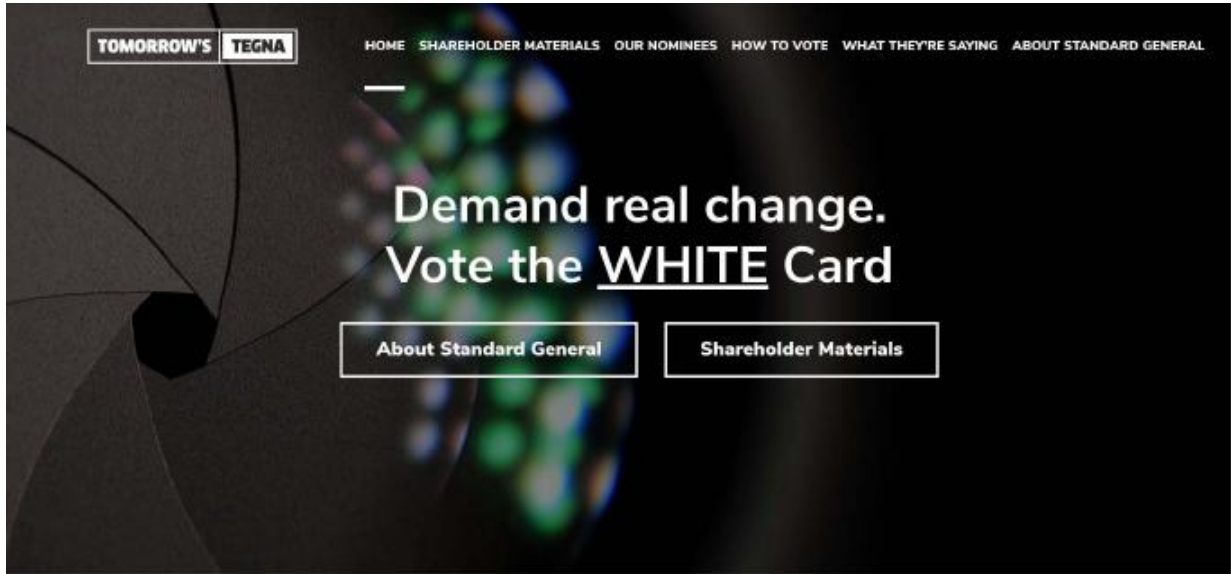 TOMORROW'S TEGNA
HOME SHAREHOLDER MATERIALS OUR NOMINEES HOW TO VOTE WHAT THEY'RE SAYING ABOUT STANDARD GENERAL
Demand real change.
Vote the WHITE Card
About Standard General
Shareholder Materials